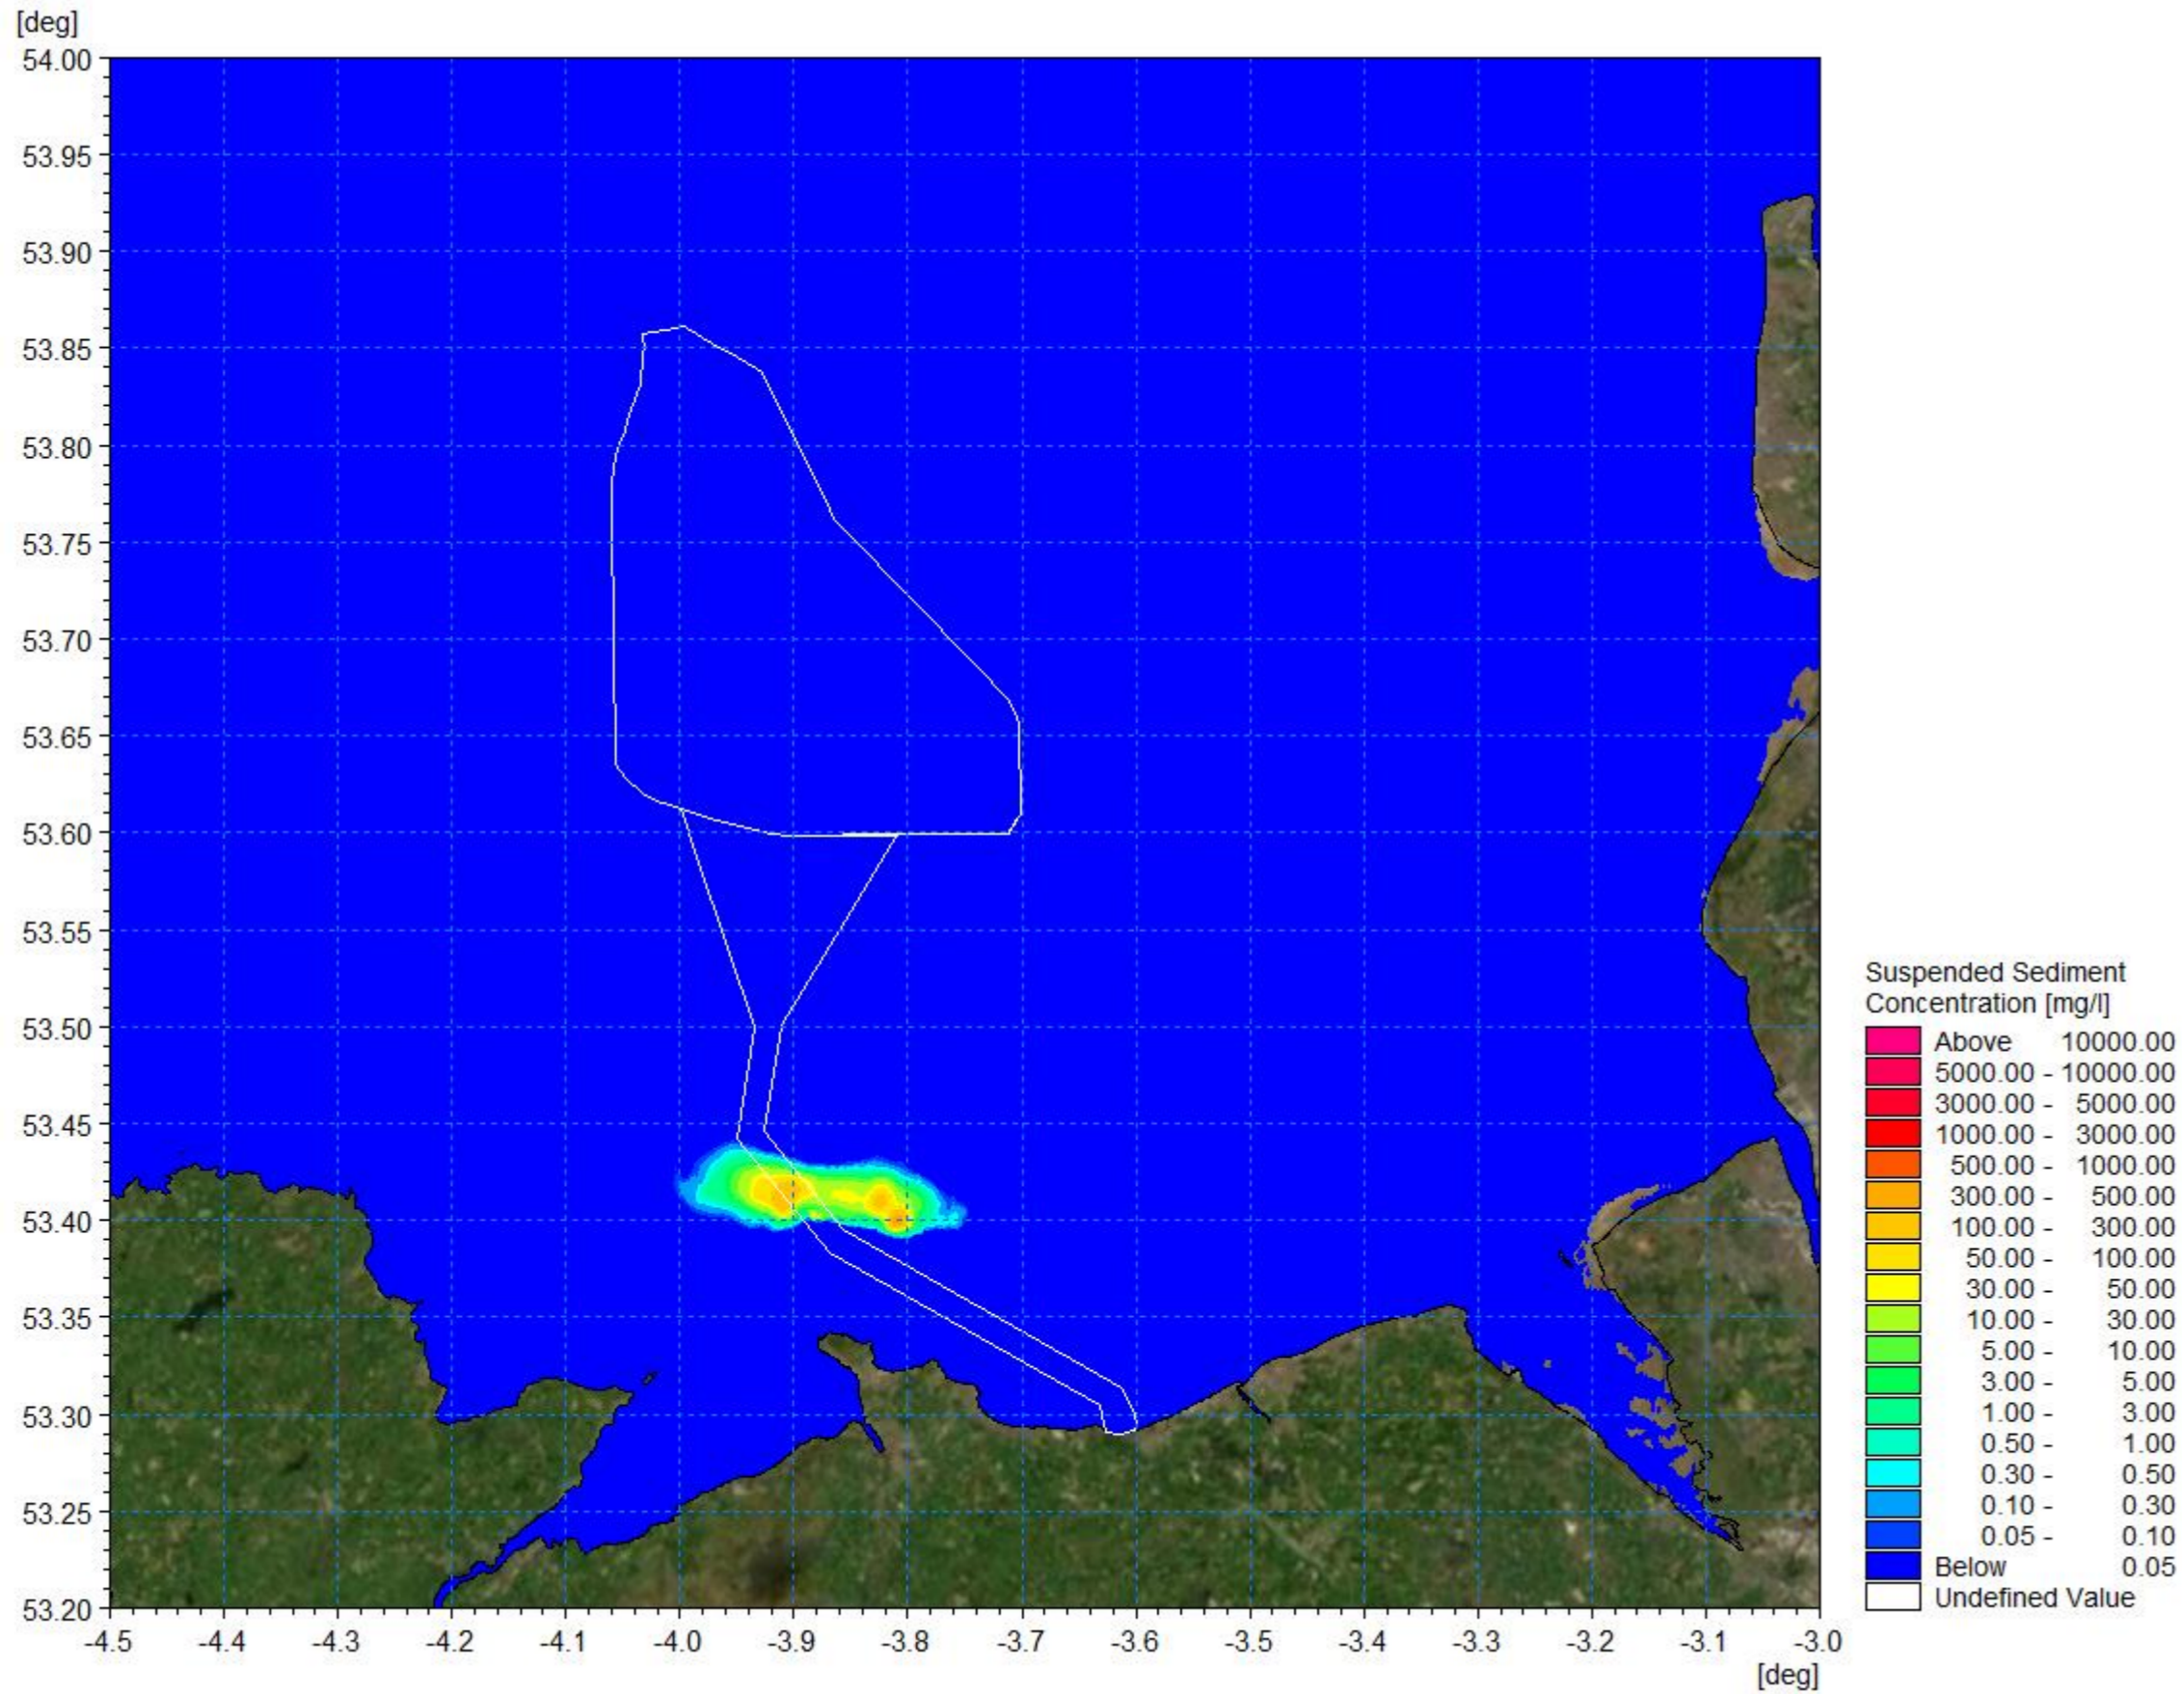 [deg]
54.00
53.95
53.90
53.85
53.80
53.75
53.70
53.65
53.60
53.55
53.50
53.45
53.40
53.35
53.30
53.25
53.20
-4.5 -4.4 -4.3 -4.2 -4.1 -4.0 -3.9 -3.8 -3.7 -3.6 -3.5 -3.4 -3.3 -3.2 -3.1 -3.0
[deg]
Suspended Sediment
Concentration [mg/l]
Above 10000.00
5000.00 - 10000.00
3000.00 - 5000.00
1000.00 - 3000.00
500.00 - 1000.00
300.00 - 500.00
100.00 - 300.00
50.00 - 100.00
30.00 - 50.00
10.00 - 30.00
5.00 - 10.00
3.00 - 5.00
1.00 - 3.00
0.50 - 1.00
0.30 - 0.50
0.10 - 0.30
0.05 - 0.10
Below 0.05
Undefined Value